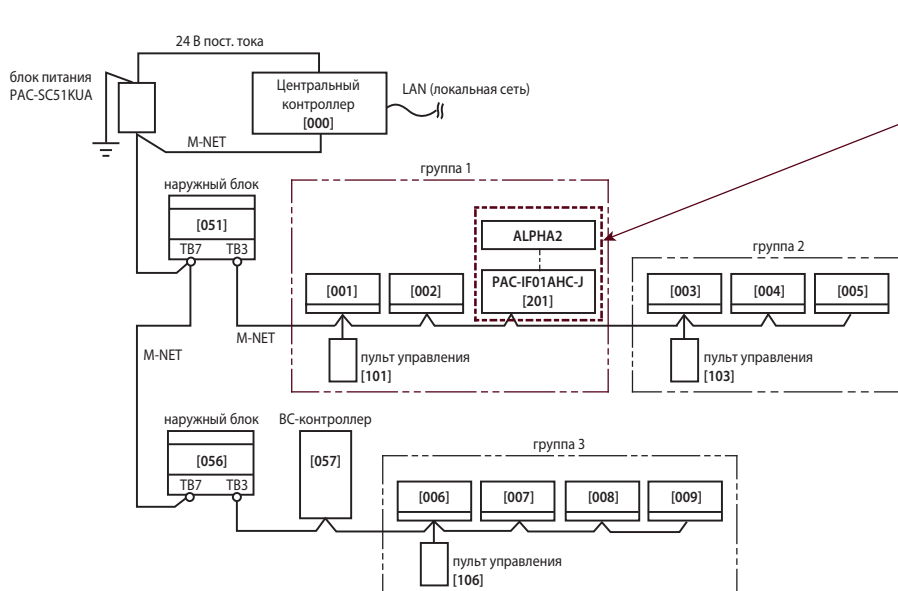 24 В пост. тока
блок питания
PAC-SC51KUA
Центральный
контроллер
[000]
LAN (локальная сеть)
M-NET
группа 1
наружный блок
[051]
TB7
TB3
ALPHA2
PAC-IF01AHC-J
[201]
[001]
[002]
группа 2
[003]
[004]
[005]
M-NET
M-NET
пульт управления
[101]
пульт управления
[103]
наружный блок
[056]
TB7
TB3
BC-контроллер
[057]
группа 3
[006]
[007]
[008]
[009]
пульт управления
[106]